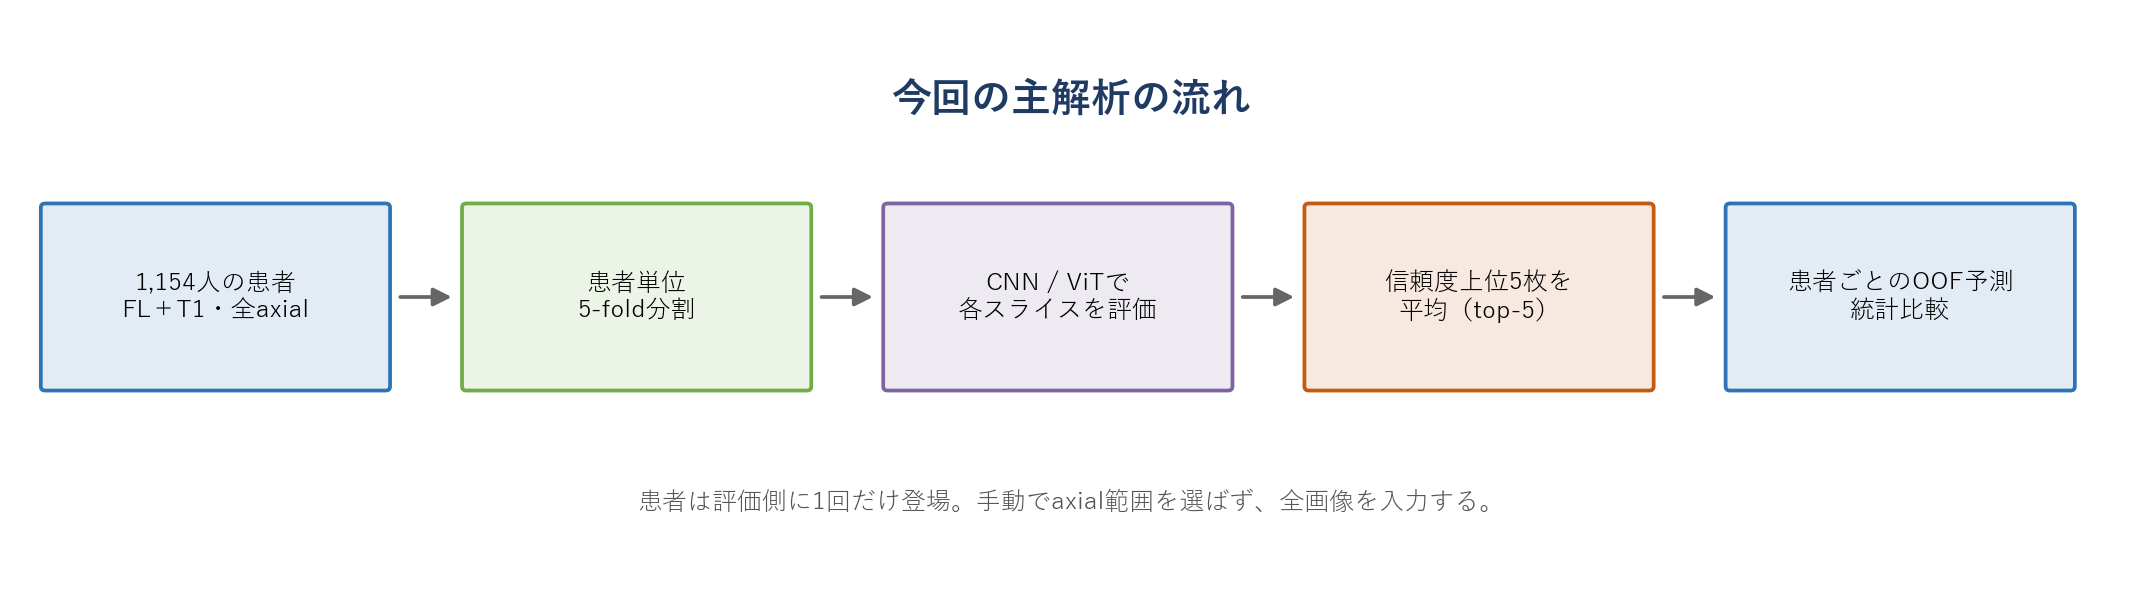 今回の主解析の流れ
1,154人の患者
FL＋T1・全axial
患者単位
5-fold分割
CNN / ViTで
各スライスを評価
信頼度上位5枚を
平均（top-5）
患者ごとのOOF予測
統計比較
患者は評価側に1回だけ登場。手動でaxial範囲を選ばず、全画像を入力する。